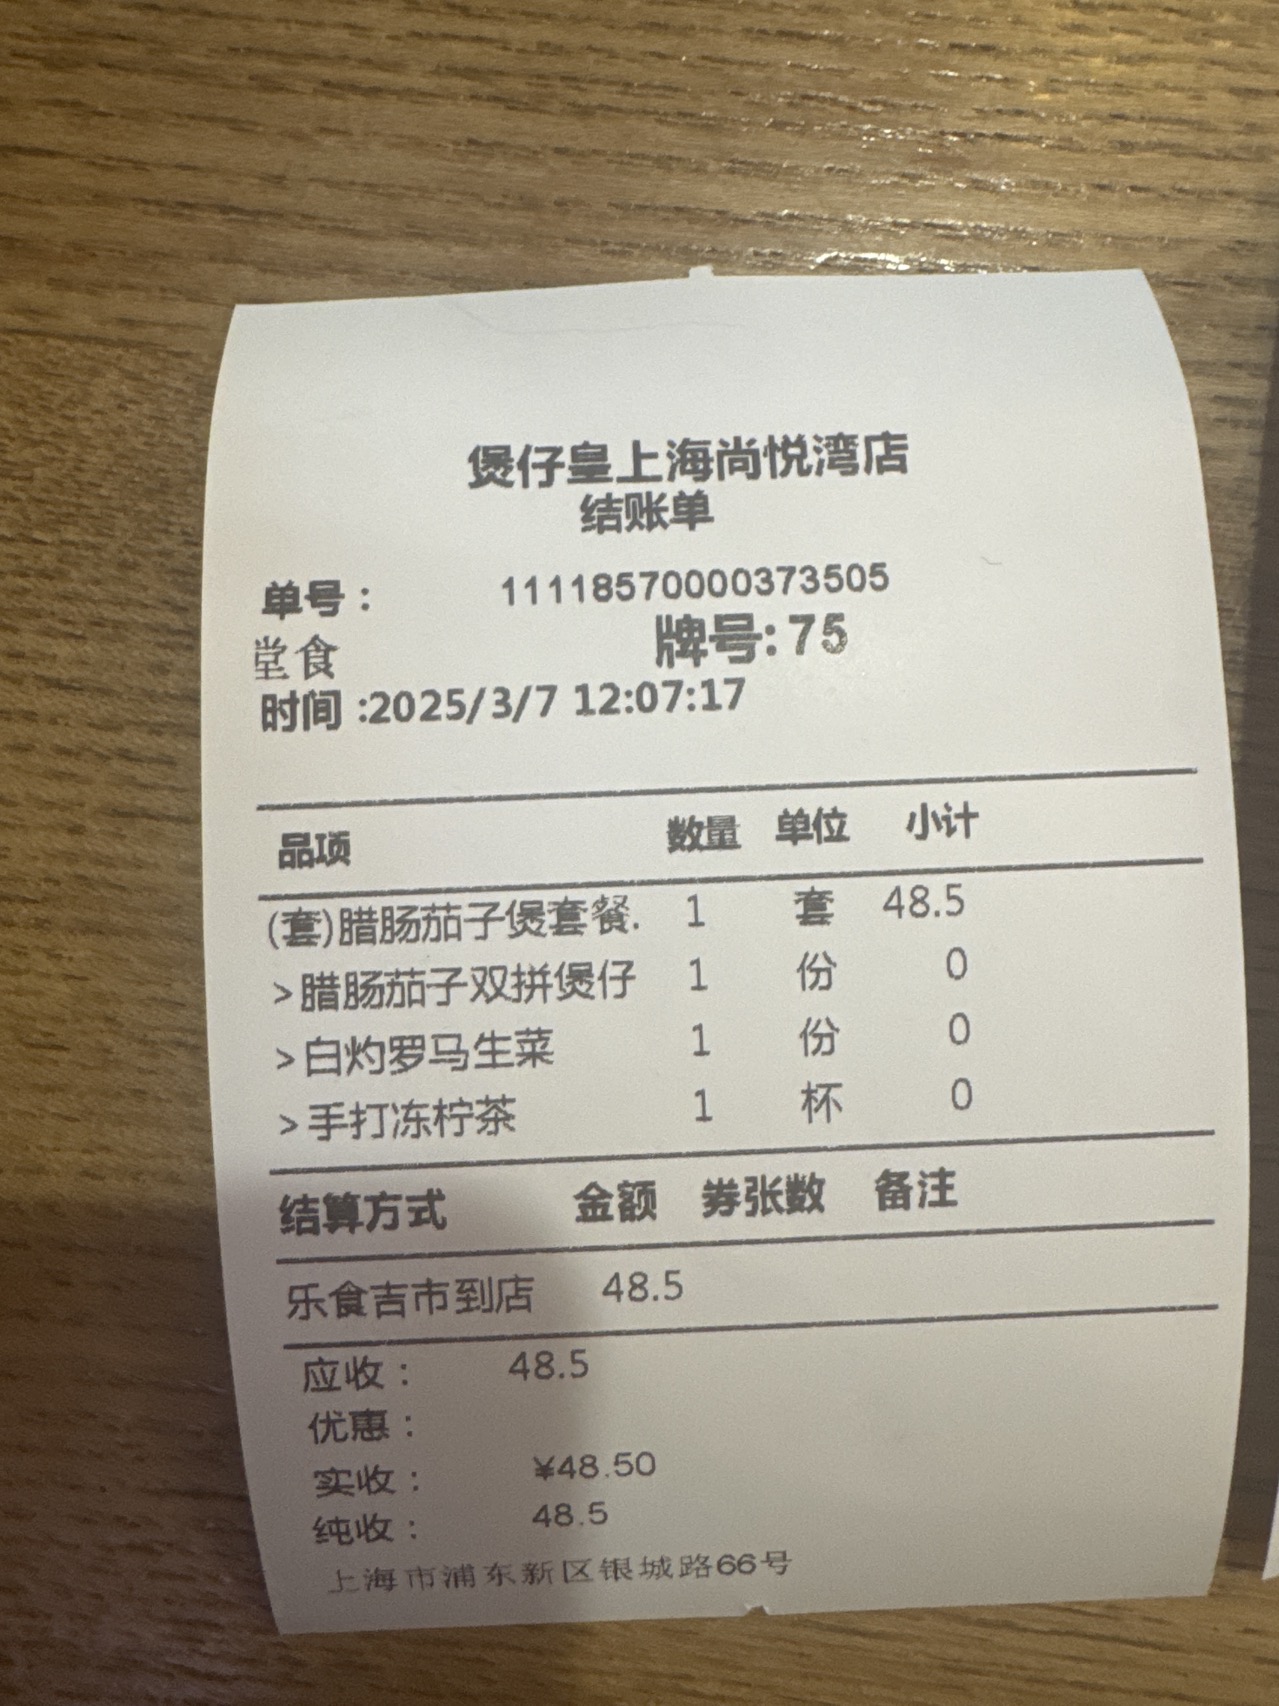 煲仔皇上海尚悦湾店
结账单
单号： 11118570000373505
堂食 牌号:75
时间 :2025/3/7 12:07:17
品项 数量 单位 小计
(套)腊肠茄子煲套餐. 1 套 48.5
>腊肠茄子双拼煲仔 1 份 0
>白灼罗马生菜 1 份 0
>手打冻柠茶 1 杯 0
结算方式 金额 券张数 备注
乐食吉市到店 48.5
应收： 48.5
优惠：
实收： ¥48.50
纯收： 48.5
上海市浦东新区银城路66号